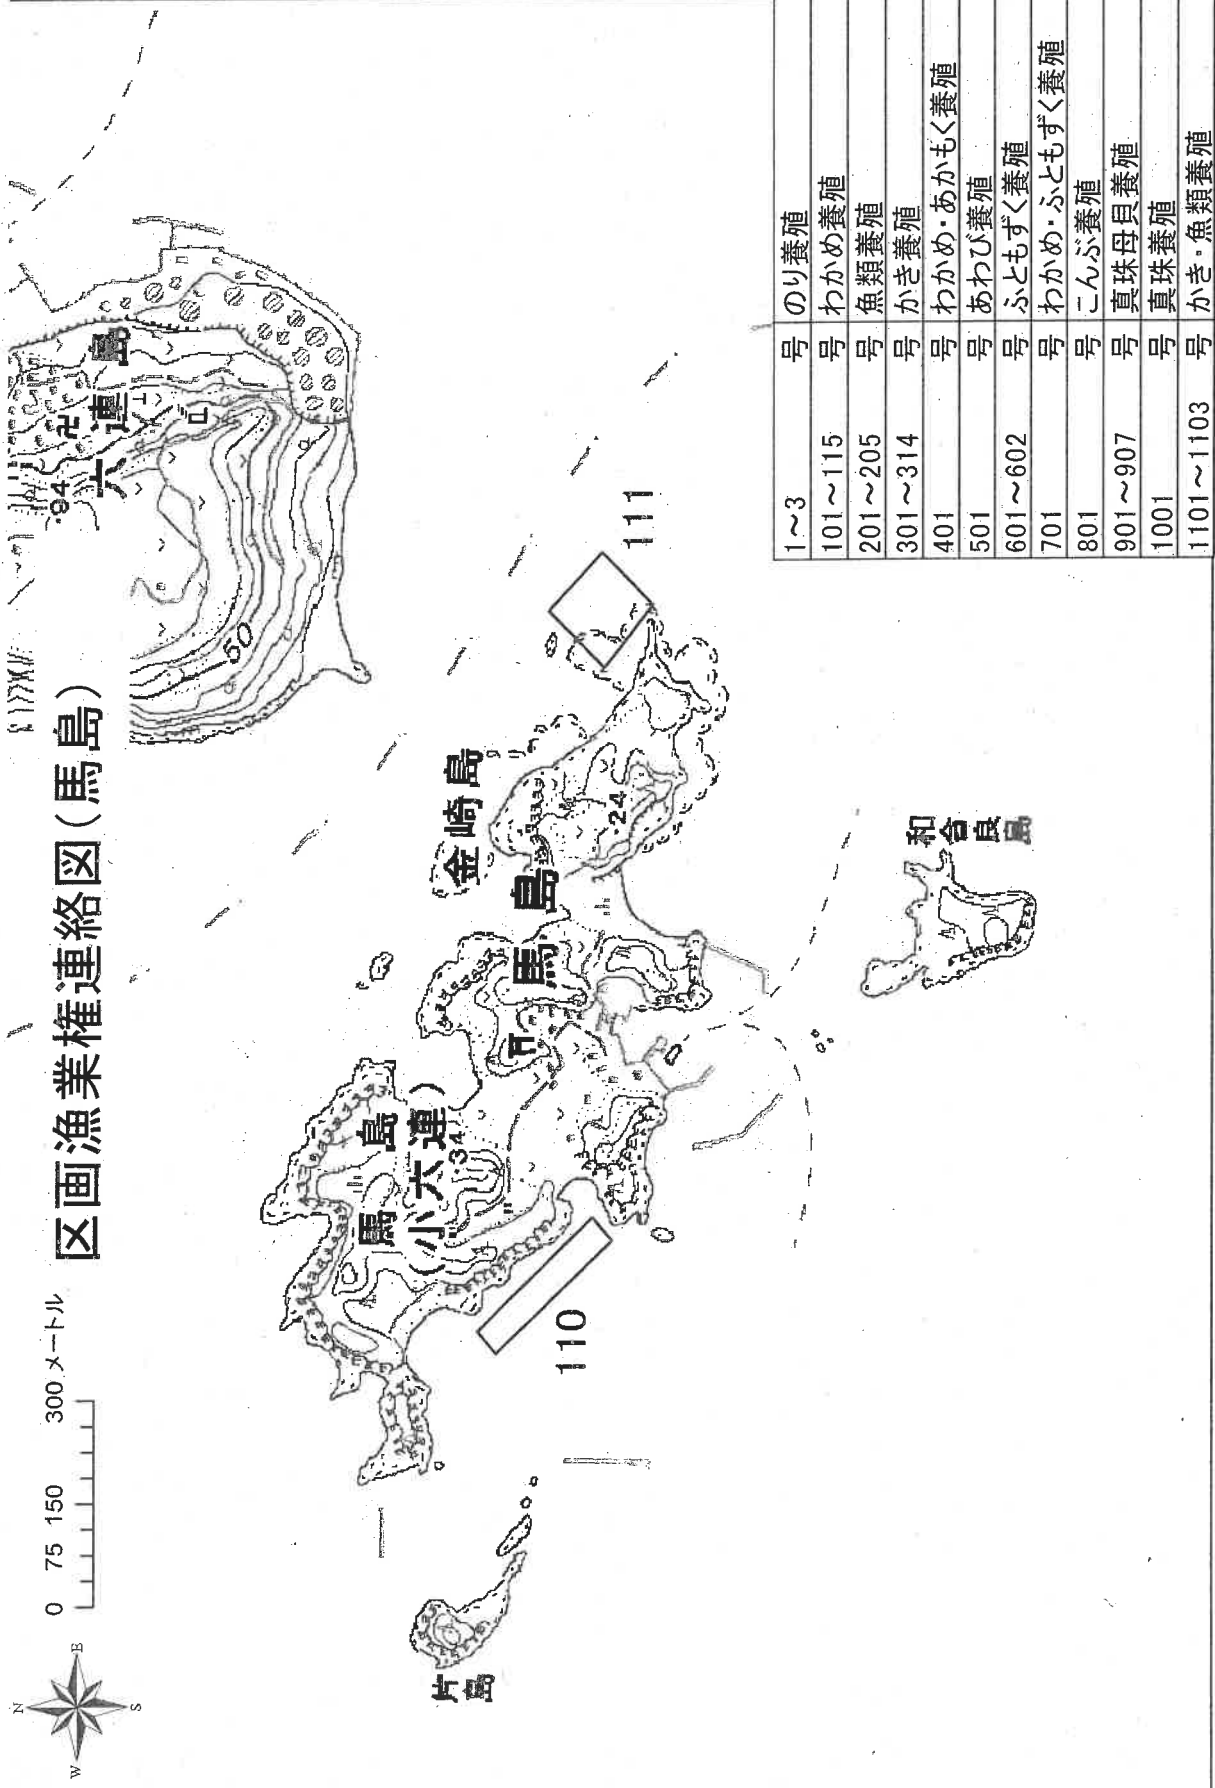 区画漁業権連絡図(馬島)
0 75 150 300 メートル
N
W E
S
六連島
94
50
金崎島
馬島
24
馬島
(小六連)
34
和合良島
片島
110
111
1~3 号 のり養殖
101~115 号 わかめ養殖
201~205 号 魚類養殖
301~314 号 かき養殖
401 号 わかめ・あかもく養殖
501 号 あわび養殖
601~602 号 ふともずく養殖
701 号 わかめ・ふともずく養殖
801 号 こんぶ養殖
901~907 号 真珠母貝養殖
1001 号 真珠養殖
1101~1103 号 かき・魚類養殖